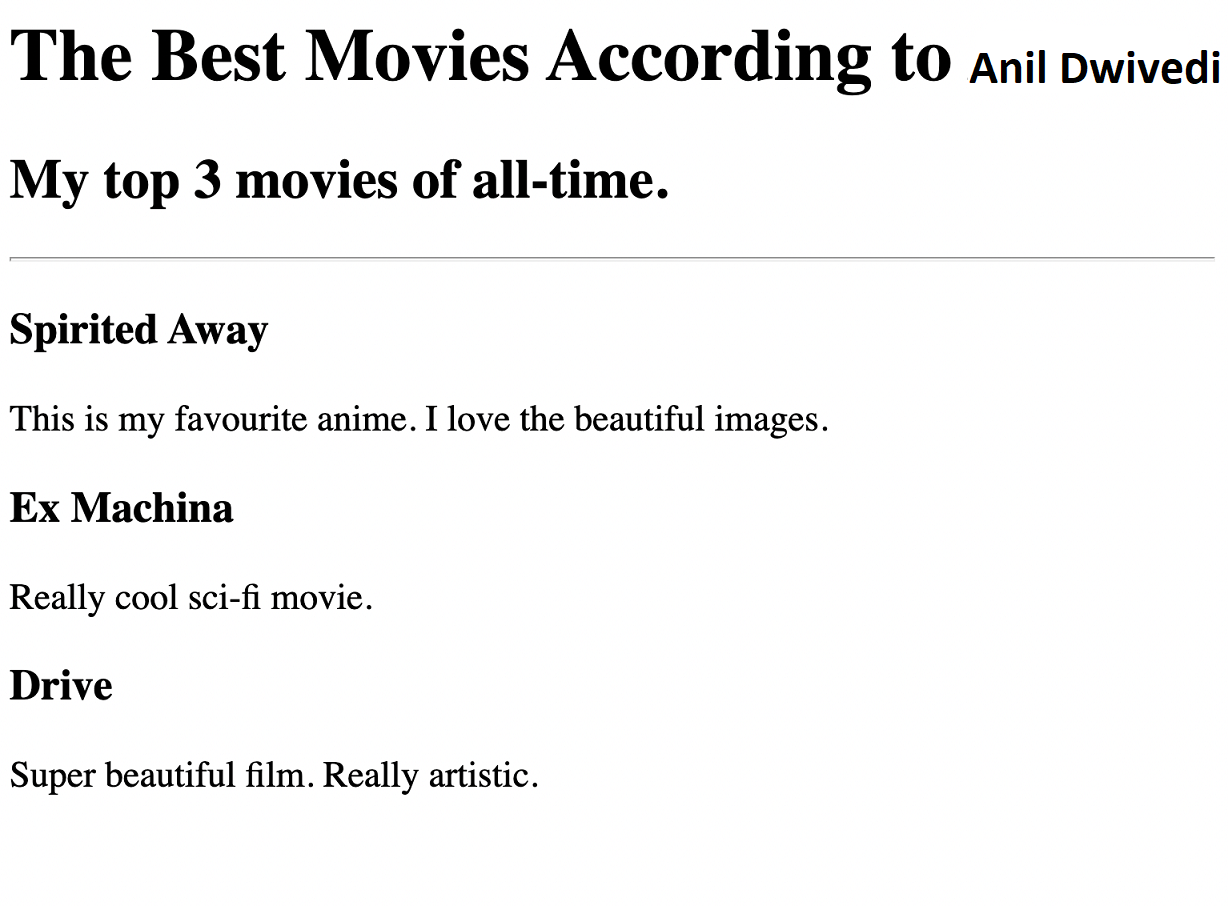 The Best Movies According to Anil Dwivedi
My top 3 movies of all-time.
Spirited Away
This is my favourite anime. I love the beautiful images.
Ex Machina
Really cool sci-fi movie.
Drive
Super beautiful film. Really artistic.